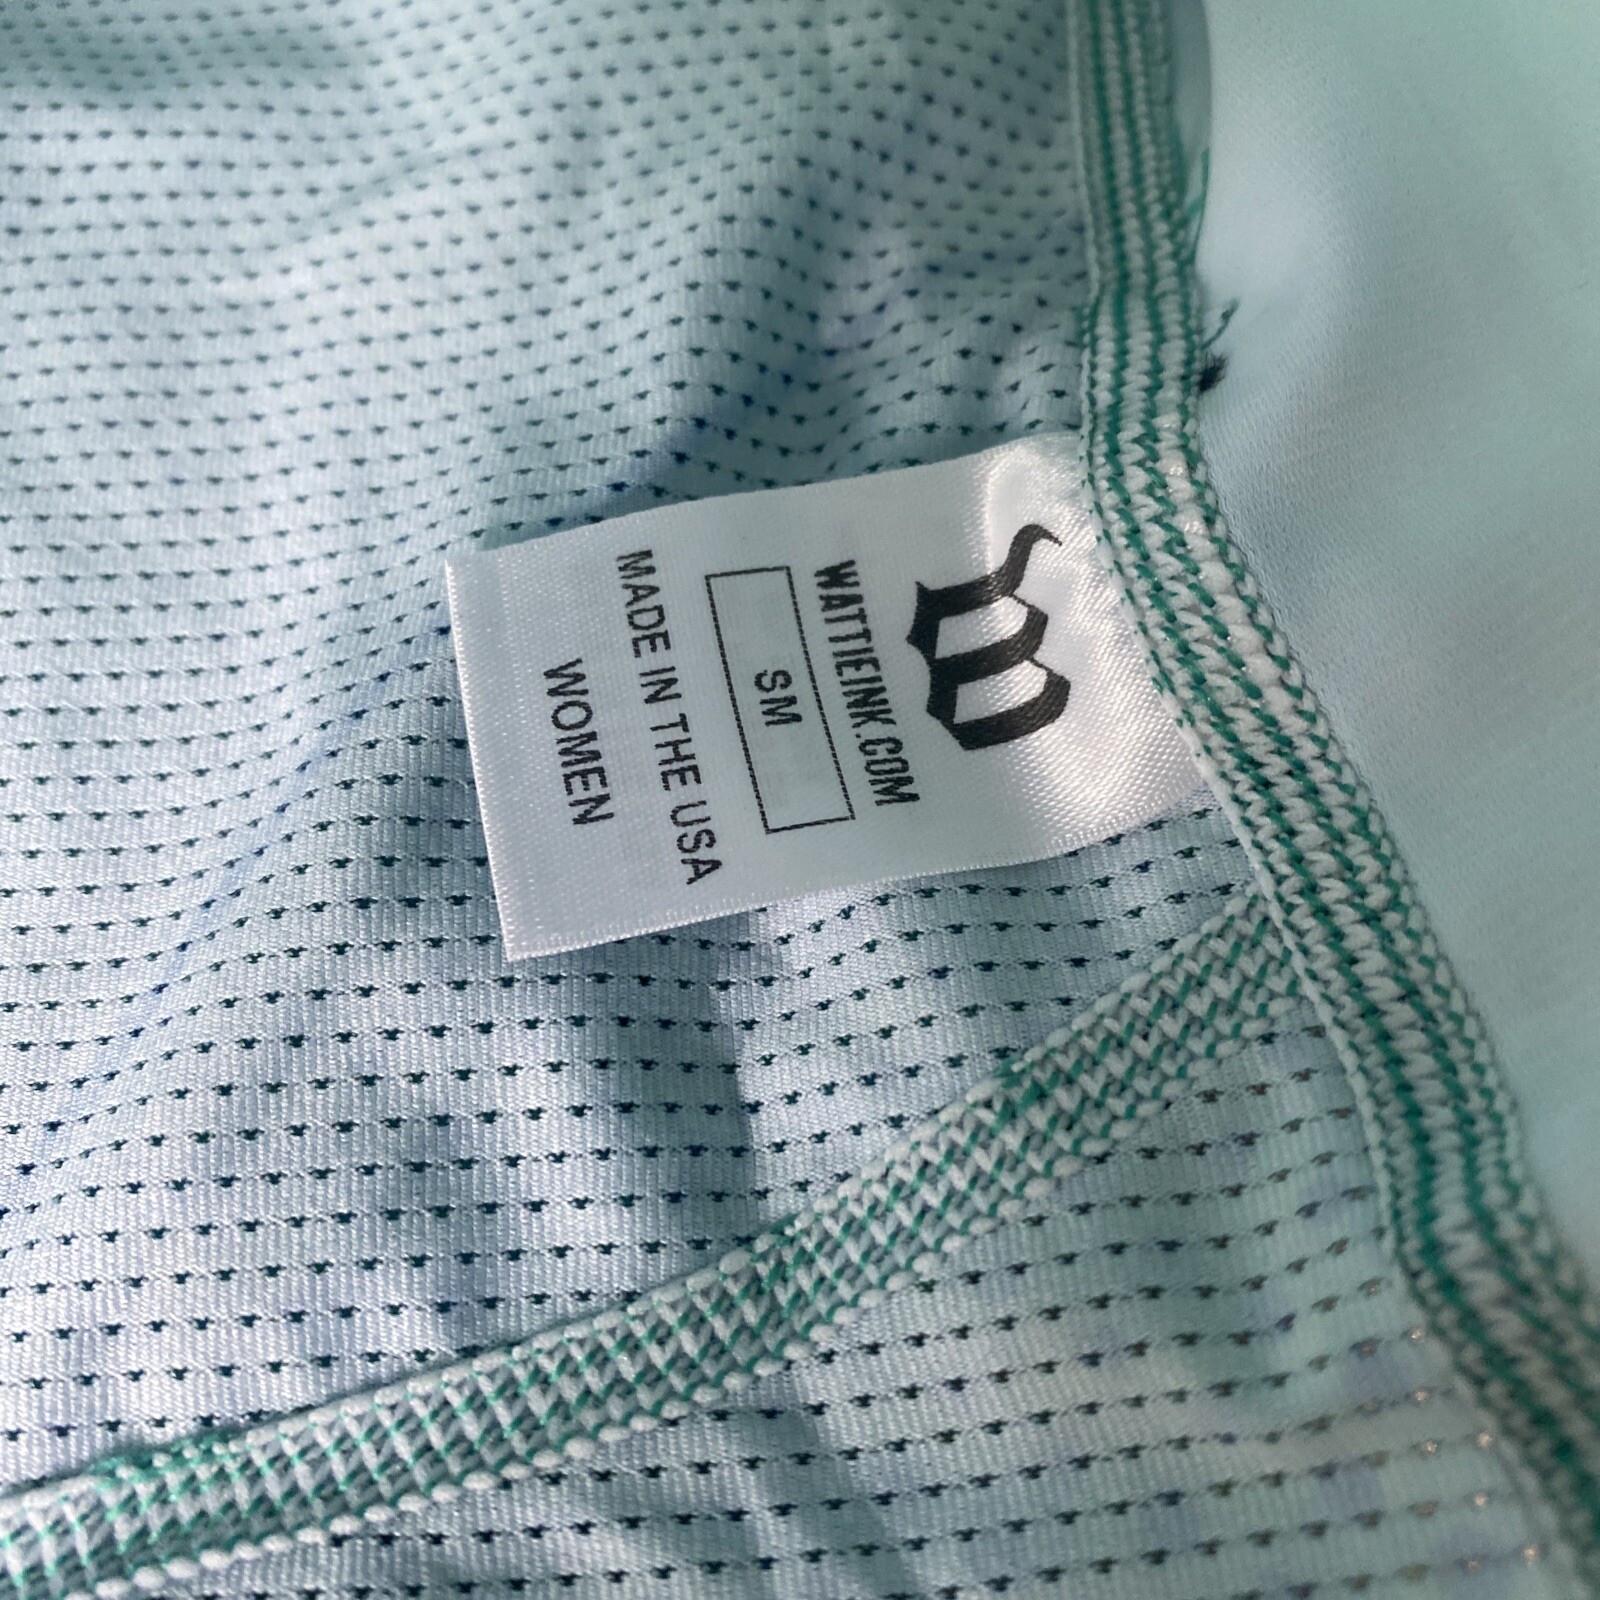 W
WATTIEINK.COM
SM
MADE IN THE USA
WOMEN